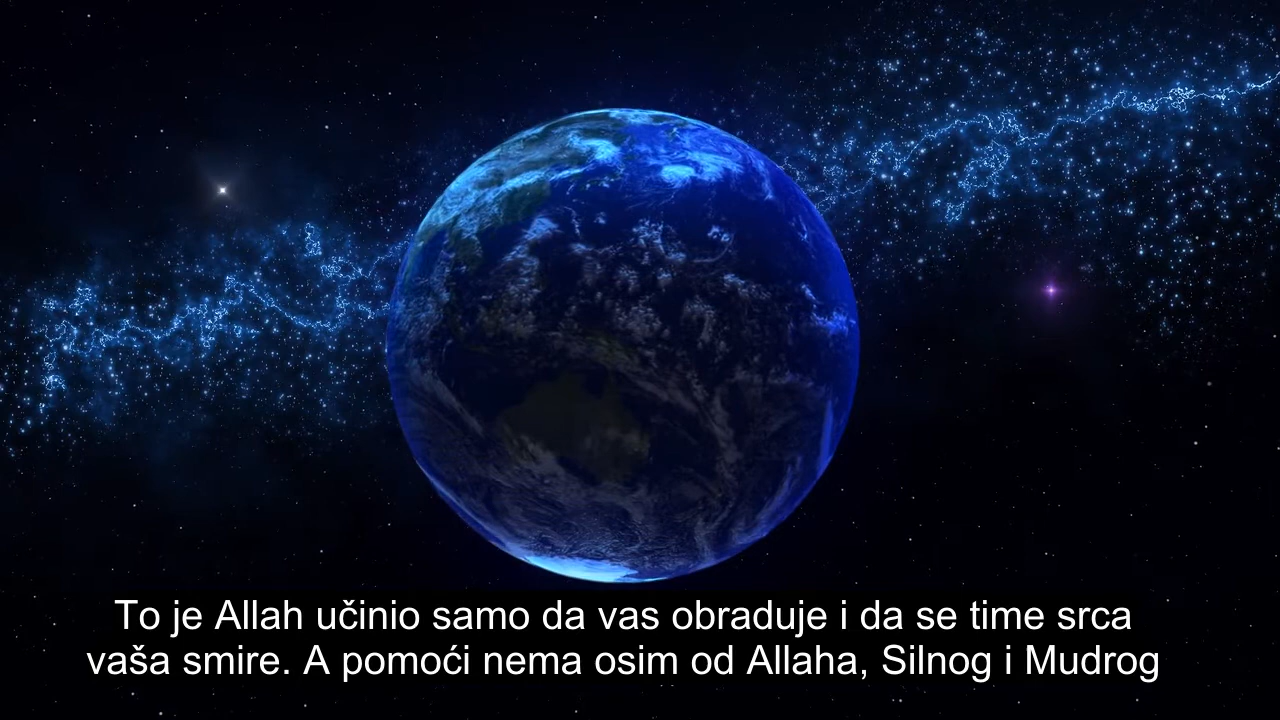 To je Allah učinio samo da vas obraduje i da se time srca
vaša smire. A pomoći nema osim od Allaha, Silnog i Mudrog